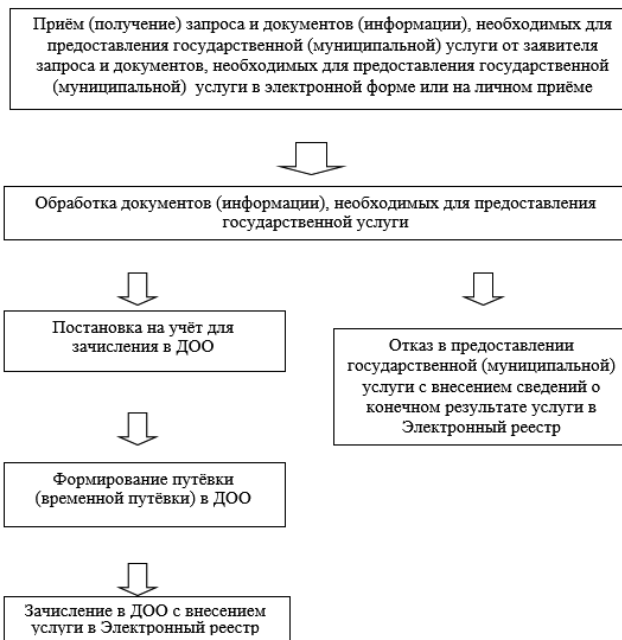 Приём (получение) запроса и документов (информации), необходимых для
предоставления государственной (муниципальной) услуги от заявителя
запроса и документов, необходимых для предоставления государственной
(муниципальной) услуги в электронной форме или на личном приёме
Обработка документов (информации), необходимых для предоставления
государственной услуги
Постановка на учёт для
зачисления в ДОО
Отказ в предоставлении
государственной (муниципальной)
услуги с внесением сведений о
конечном результате услуги в
Электронный реестр
Формирование путёвки
(временной путёвки) в ДОО
Зачисление в ДОО с внесением
услуги в Электронный реестр